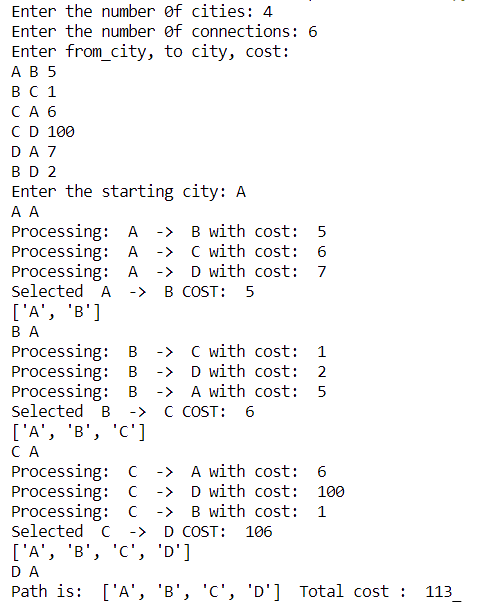 Enter the number 0f cities: 4
Enter the number 0f connections: 6
Enter from_city, to city, cost:
A B 5
B C 1
C A 6
C D 100
D A 7
B D 2
Enter the starting city: A
A A
Processing:  A  ->  B with cost:  5
Processing:  A  ->  C with cost:  6
Processing:  A  ->  D with cost:  7
Selected  A  ->  B COST:  5
['A', 'B']
B A
Processing:  B  ->  C with cost:  1
Processing:  B  ->  D with cost:  2
Processing:  B  ->  A with cost:  5
Selected  B  ->  C COST:  6
['A', 'B', 'C']
C A
Processing:  C  ->  A with cost:  6
Processing:  C  ->  D with cost:  100
Processing:  C  ->  B with cost:  1
Selected  C  ->  D COST:  106
['A', 'B', 'C', 'D']
D A
Path is:  ['A', 'B', 'C', 'D']  Total cost :  113_